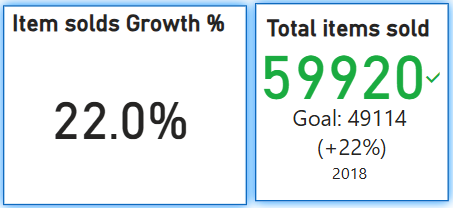 Item solds Growth %
22.0%
Total items sold
59920
Goal: 49114
(+22%)
2018